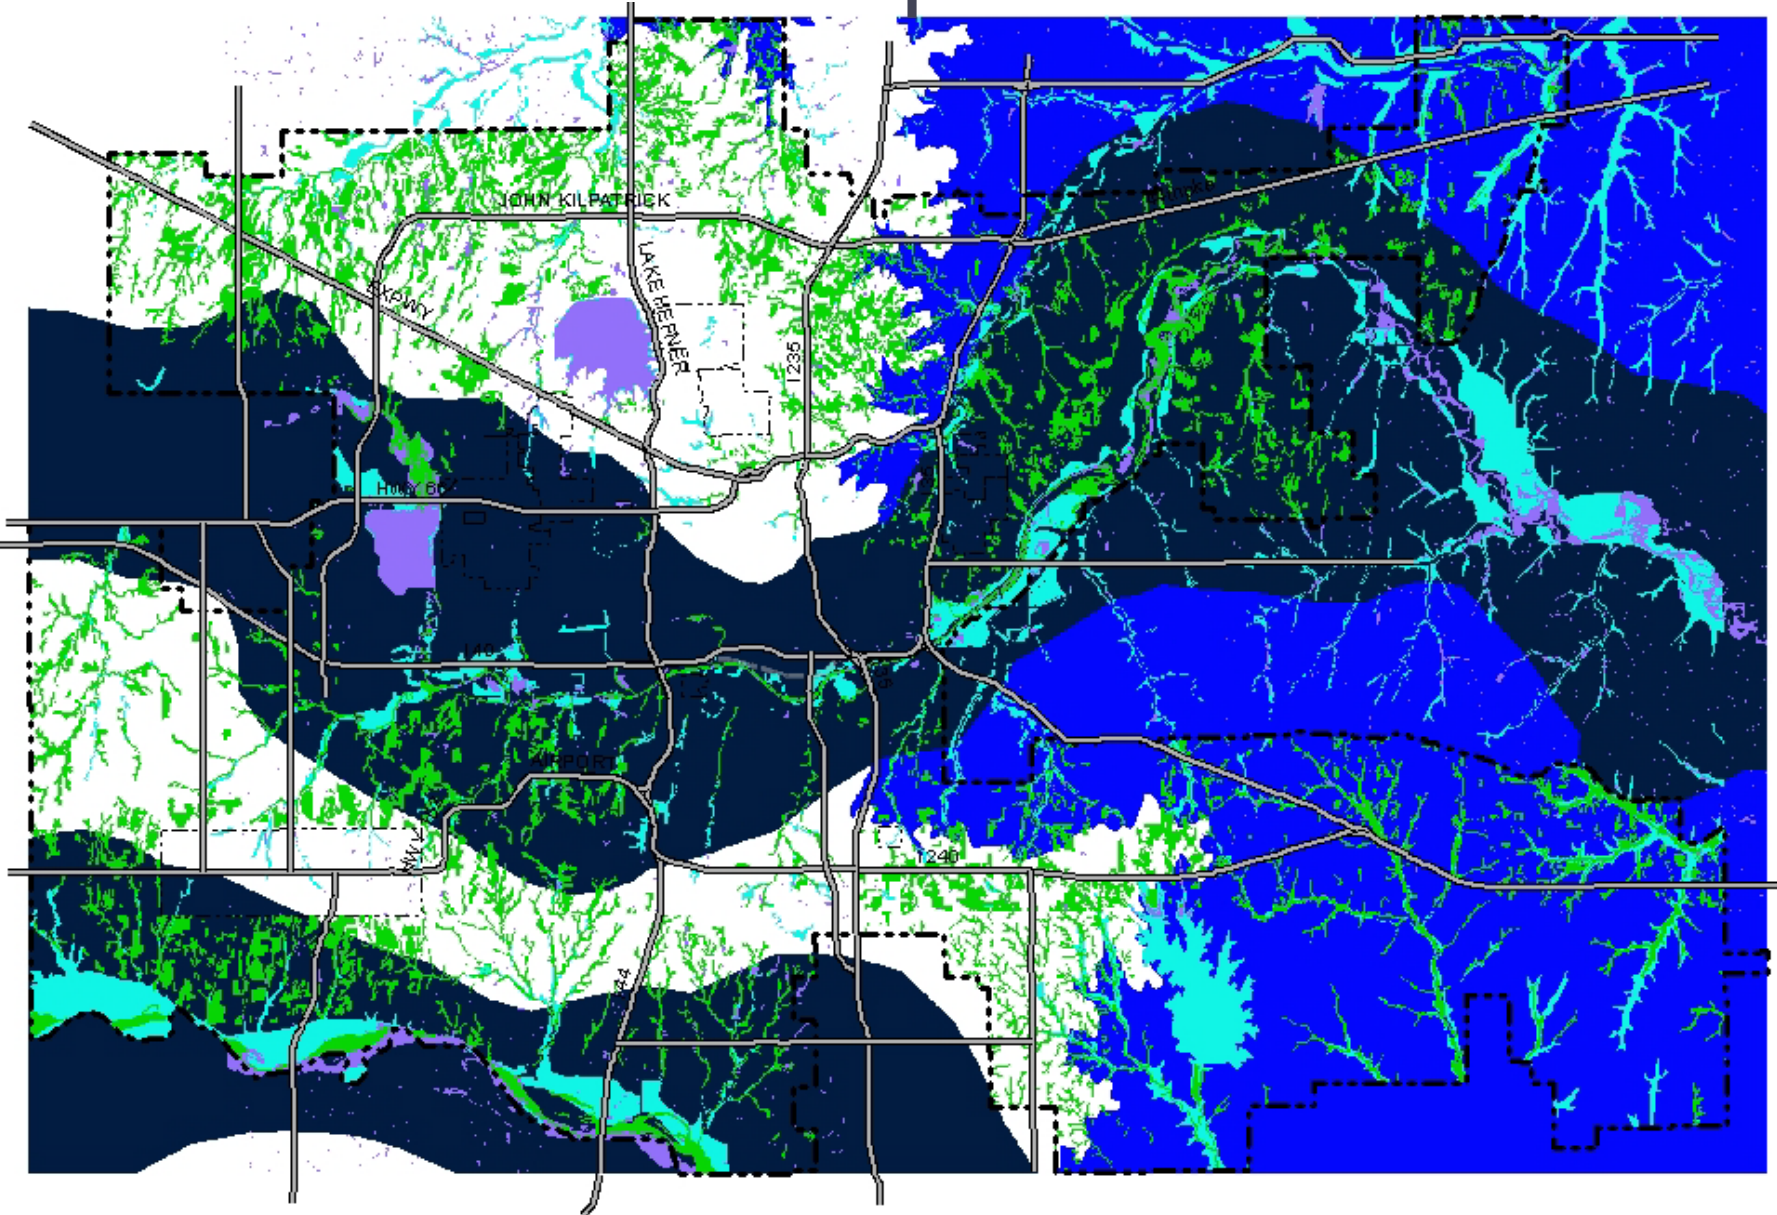 JOHN KILPATRICK
EXPWY
LAKE HEFNER
I235
HWY 66
I40
AIRPORT
I240
I44